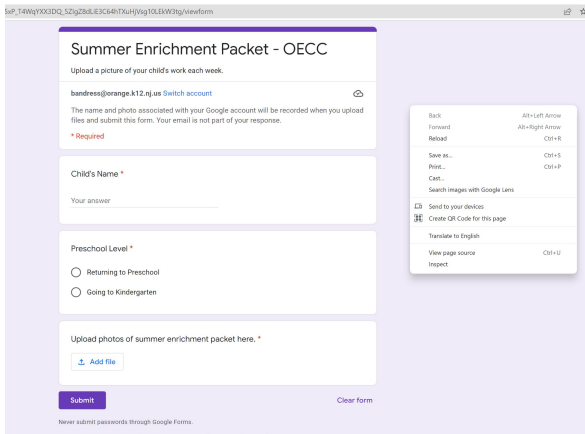 5xP_T4WqYXX3DQ_5ZIgZ8dLiE3C64hTXuHjVsg10LEkW3tg/viewform
Summer Enrichment Packet - OECC
Upload a picture of your child's work each week.
bandress@orange.k12.nj.us Switch account
The name and photo associated with your Google account will be recorded when you upload
files and submit this form. Your email is not part of your response.
* Required
Child's Name *
Your answer
Preschool Level *
Returning to Preschool
Going to Kindergarten
Upload photos of summer enrichment packet here. *
Add file
Submit
Clear form
Never submit passwords through Google Forms.
Back Alt+Left Arrow
Forward Alt+Right Arrow
Reload Ctrl+R
Save as... Ctrl+S
Print... Ctrl+P
Cast...
Search images with Google Lens
Send to your devices
Create QR Code for this page
Translate to English
View page source Ctrl+U
Inspect